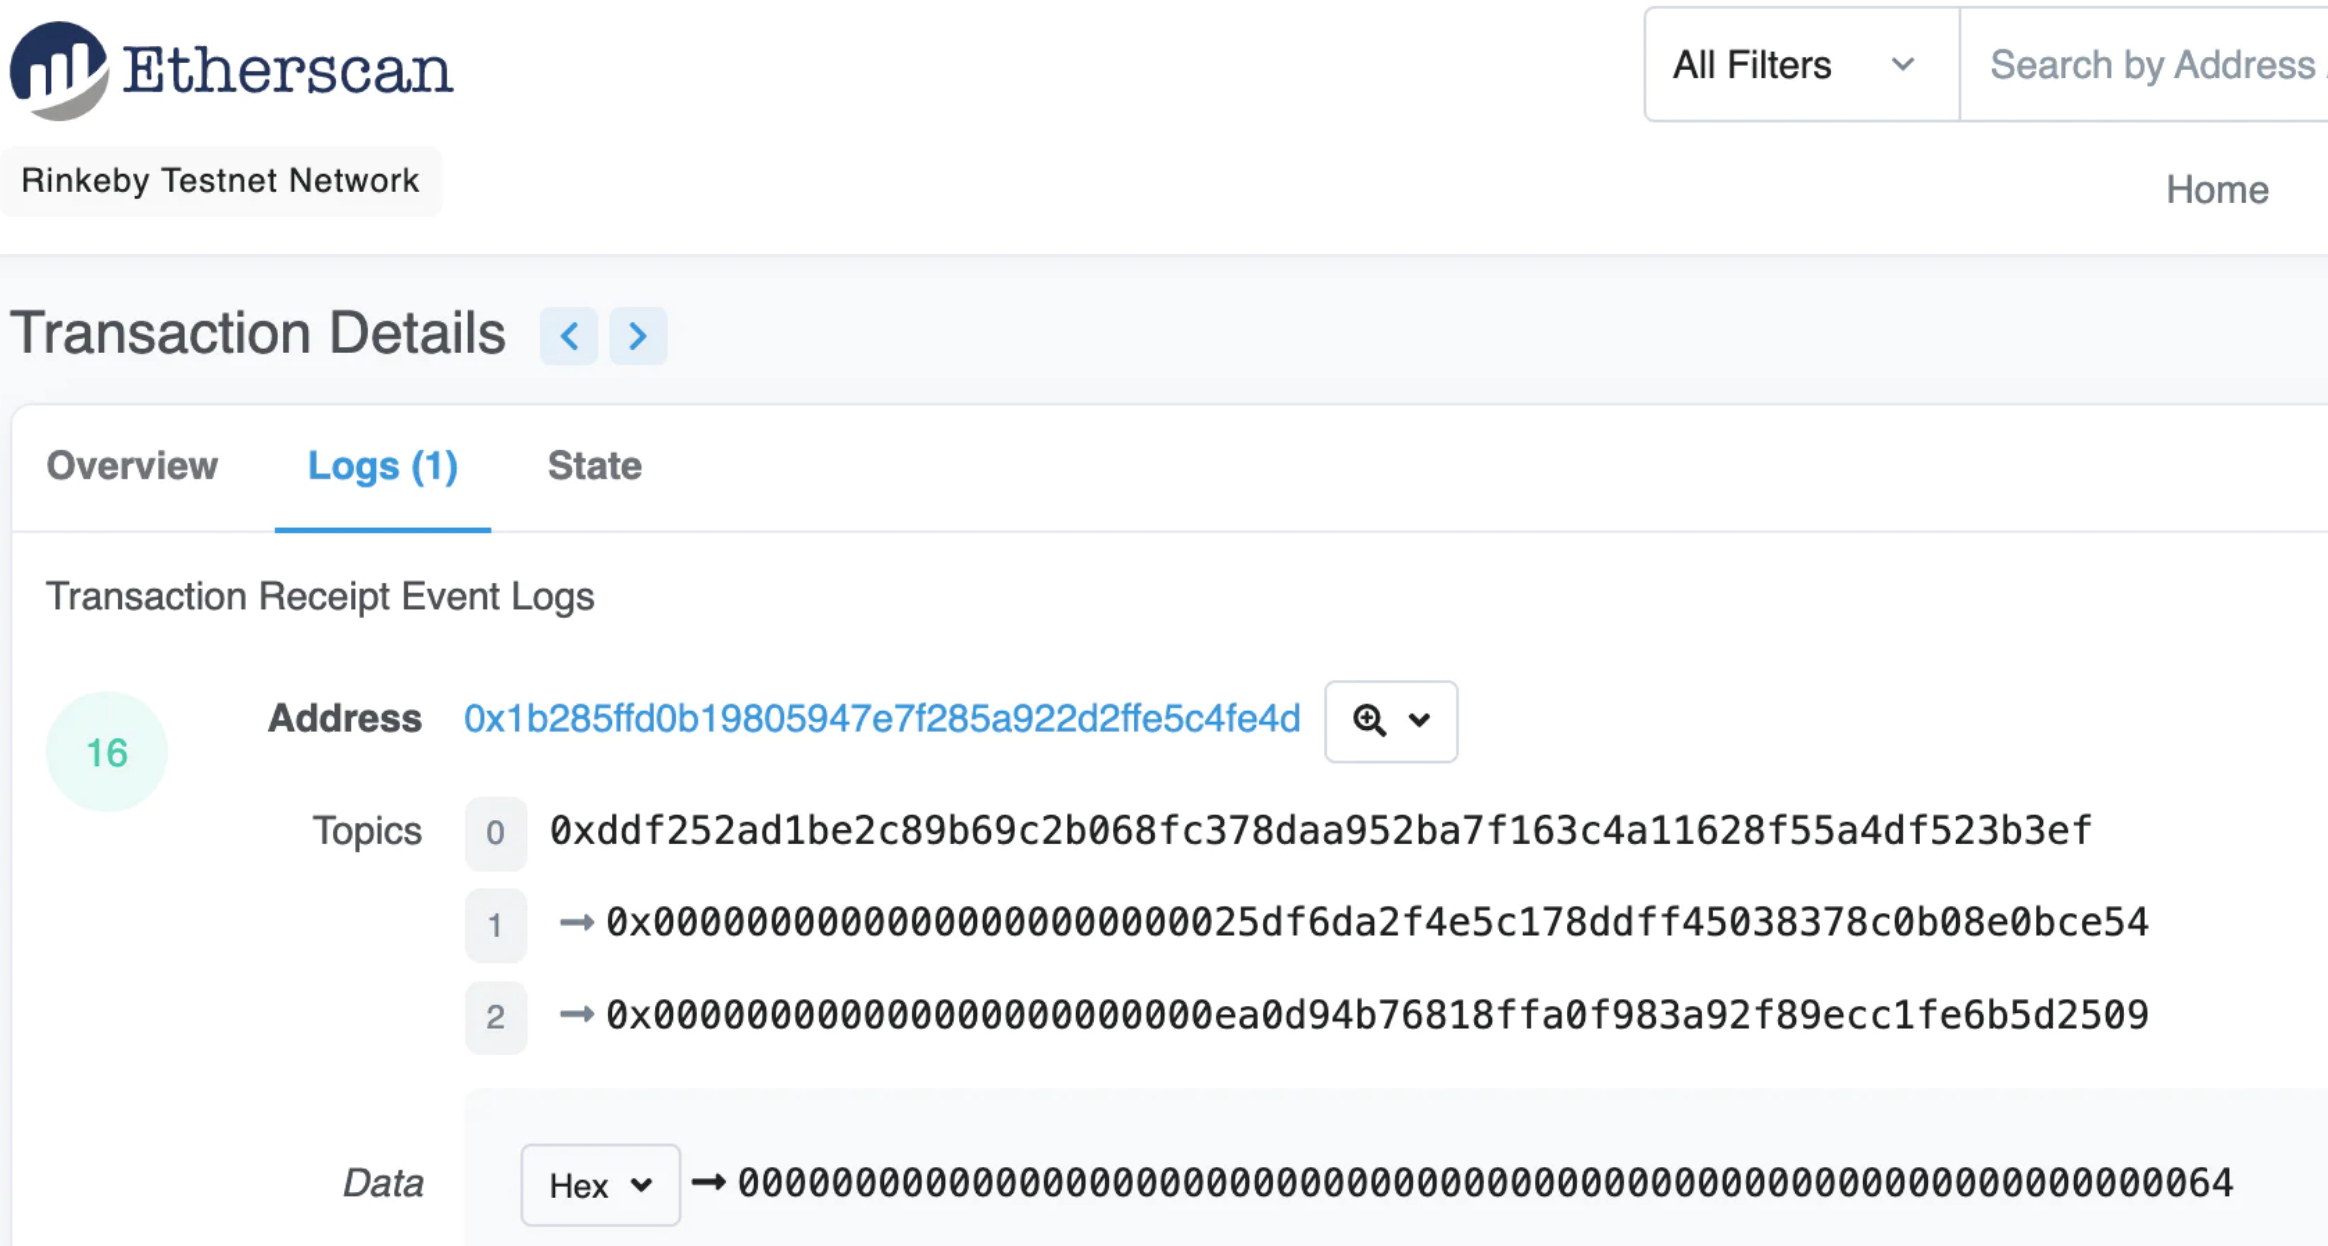 Etherscan
All Filters
Search by Address
Rinkeby Testnet Network
Home
Transaction Details
Overview
Logs (1)
State
Transaction Receipt Event Logs
16
Address 0x1b285ffd0b19805947e7f285a922d2ffe5c4fe4d
Topics 0 0xddf252ad1be2c89b69c2b068fc378daa952ba7f163c4a11628f55a4df523b3ef
1 → 0x00000000000000000000000025df6da2f4e5c178ddff45038378c0b08e0bce54
2 → 0x000000000000000000000000ea0d94b76818ffa0f983a92f89ecc1fe6b5d2509
Data Hex → 0000000000000000000000000000000000000000000000000000000000000064